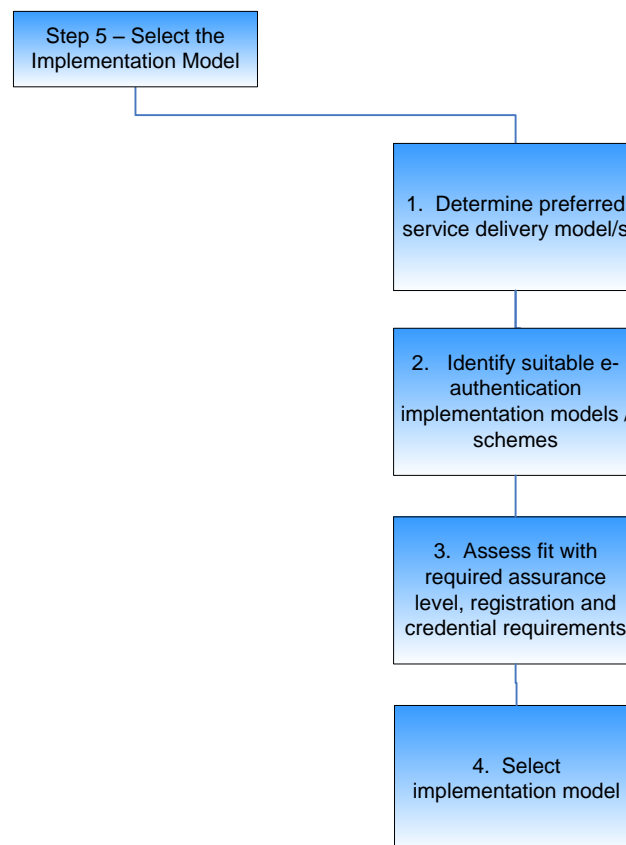 Step 5 – Select the
Implementation Model
1. Determine preferred
service delivery model/s
2. Identify suitable e-
authentication
implementation models /
schemes
3. Assess fit with
required assurance
level, registration and
credential requirements
4. Select
implementation model